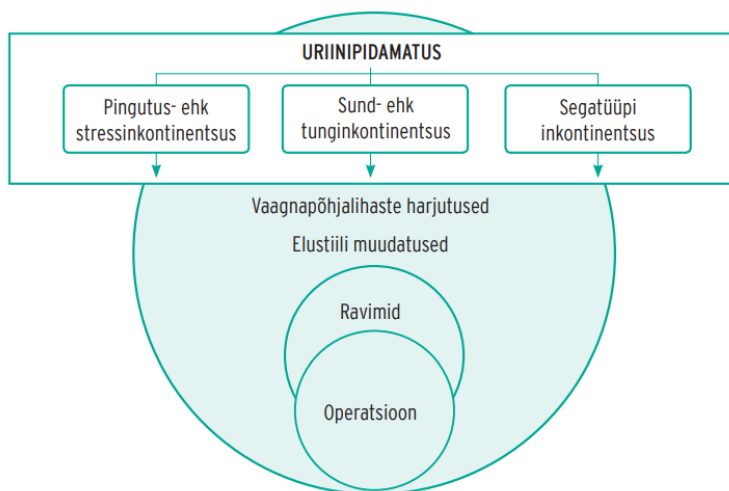 URIINIPIDAMATUS
Pingutus- ehk
stressinkontinentsus
Sund- ehk
tunginkontinentsus
Segatüüpi
inkontinentsus
Vaagnapõhjalihaste harjutused
Elustiili muudatused
Ravimid
Operatsioon